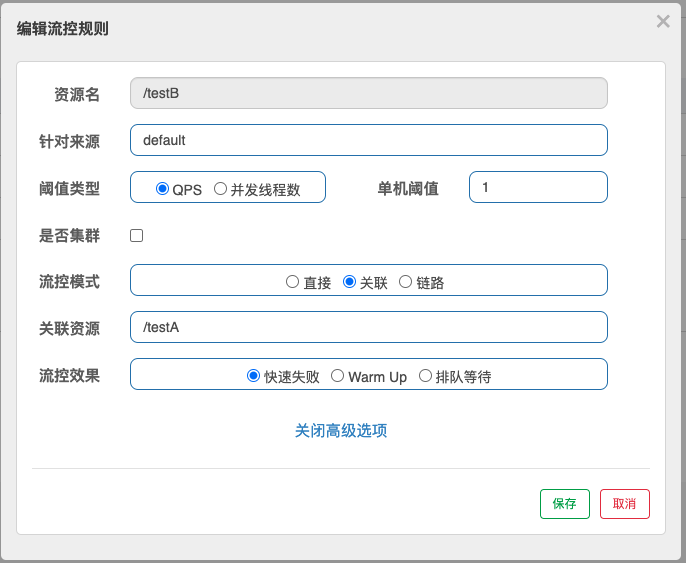 编辑流控规则 ×
资源名 /testB
针对来源 default
阈值类型 QPS 并发线程数 单机阈值 1
是否集群
流控模式 直接 关联 链路
关联资源 /testA
流控效果 快速失败 Warm Up 排队等待
关闭高级选项
保存 取消